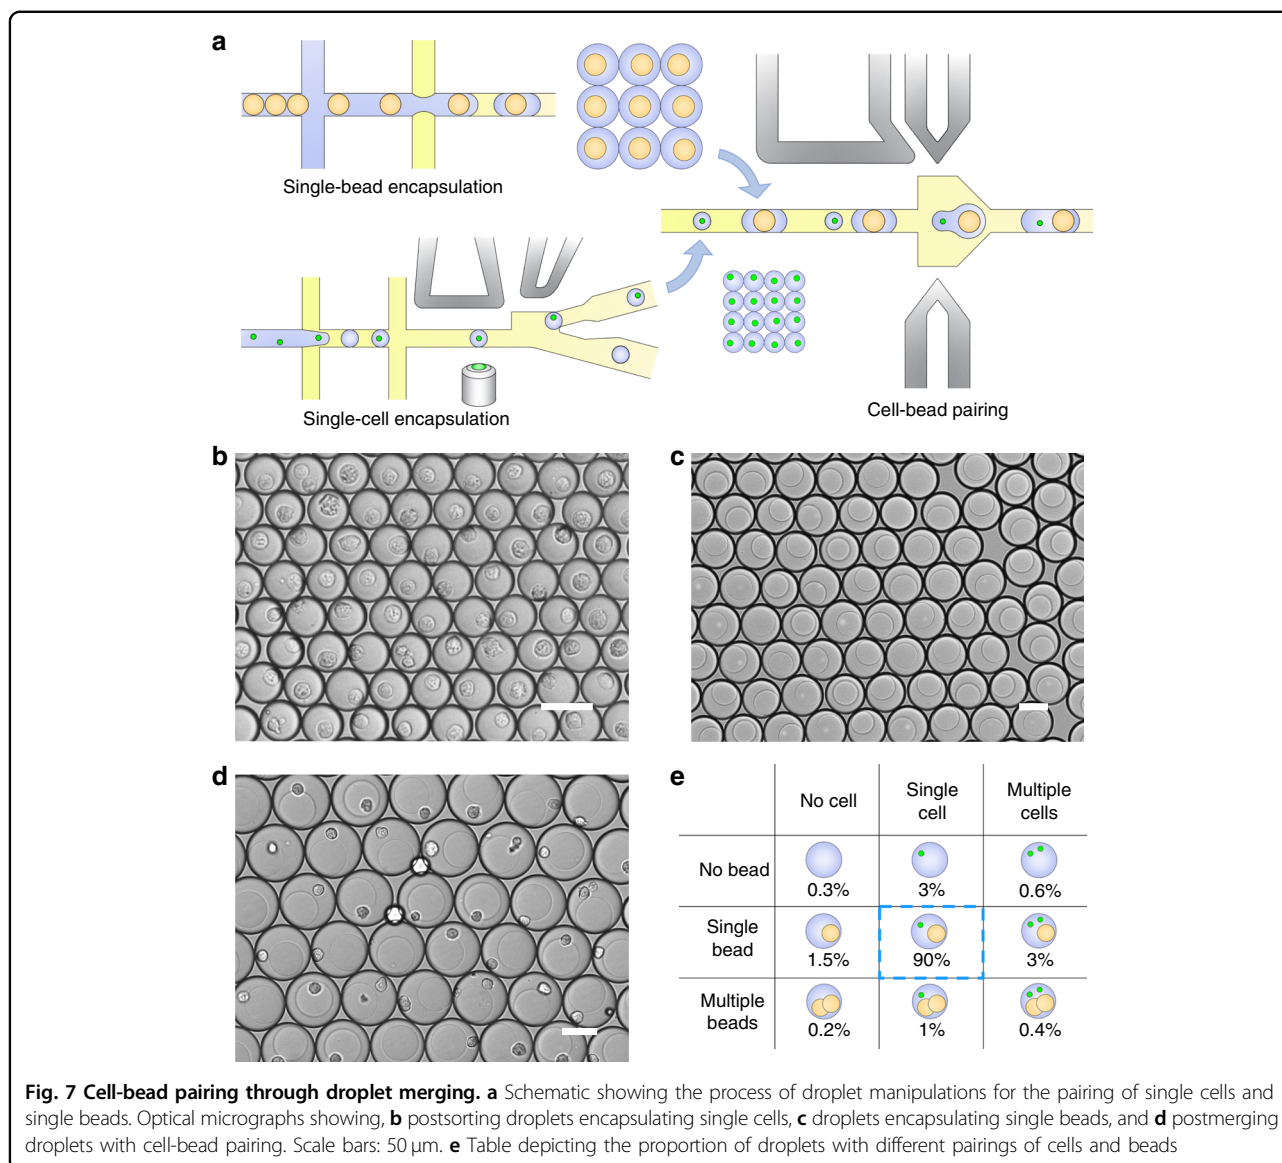 a
Single-bead encapsulation
Single-cell encapsulation
Cell-bead pairing
b
c
d
e
No cell
Single
cell
Multiple
cells
No bead
0.3%
3%
0.6%
Single
bead
1.5%
90%
3%
Multiple
beads
0.2%
1%
0.4%
Fig. 7 Cell-bead pairing through droplet merging. a Schematic showing the process of droplet manipulations for the pairing of single cells and
single beads. Optical micrographs showing, b postsorting droplets encapsulating single cells, c droplets encapsulating single beads, and d postmerging
droplets with cell-bead pairing. Scale bars: 50 µm. e Table depicting the proportion of droplets with different pairings of cells and beads